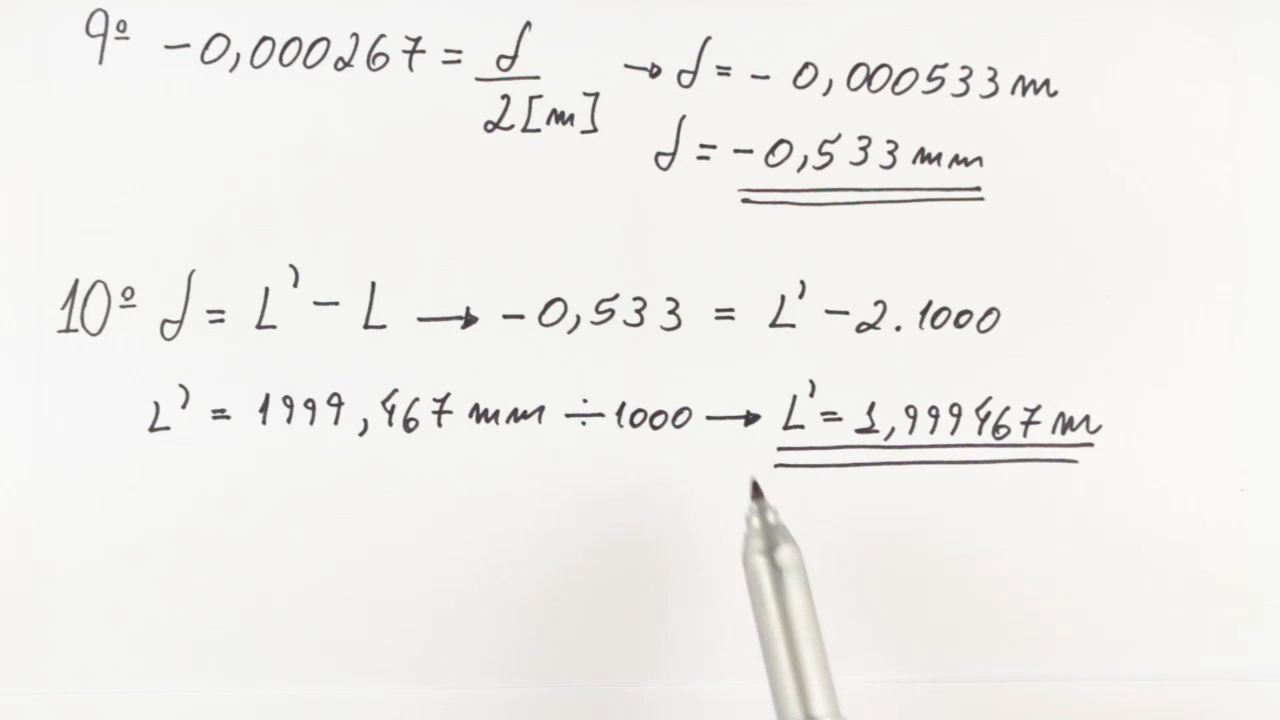 9º -0,000267 = d / 2[m] → d = -0,000533 m
d = -0,533 mm
10º d = L' - L → -0,533 = L' - 2.1000
L' = 1999,467 mm ÷ 1000 → L' = 1,999467 m